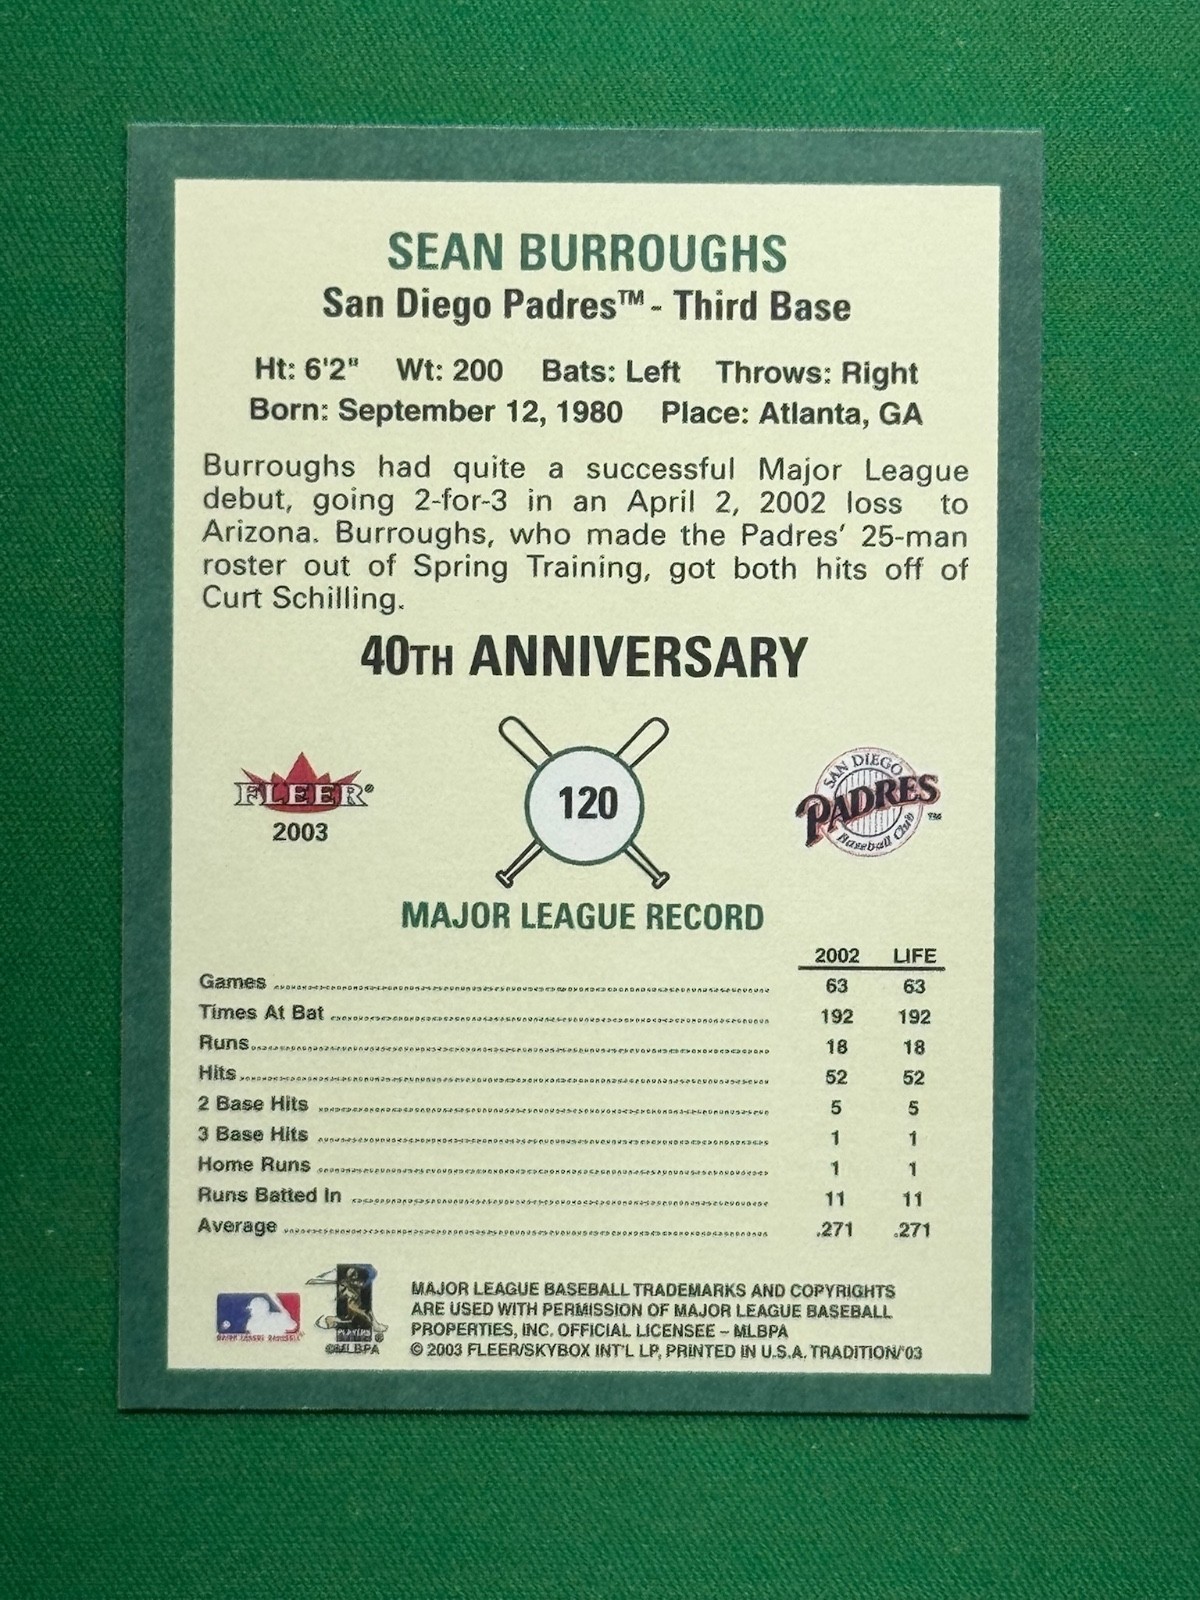 SEAN BURROUGHS
San Diego Padres™ - Third Base
Ht: 6'2" Wt: 200 Bats: Left Throws: Right
Born: September 12, 1980 Place: Atlanta, GA
Burroughs had quite a successful Major League
debut, going 2-for-3 in an April 2, 2002 loss to
Arizona. Burroughs, who made the Padres' 25-man
roster out of Spring Training, got both hits off of
Curt Schilling.
40TH ANNIVERSARY
FLEER®
2003
120
SAN DIEGO
PADRES™
Baseball Club
MAJOR LEAGUE RECORD
2002 LIFE
Games 63 63
Times At Bat 192 192
Runs 18 18
Hits 52 52
2 Base Hits 5 5
3 Base Hits 1 1
Home Runs 1 1
Runs Batted In 11 11
Average .271 .271
MAJOR LEAGUE BASEBALL®
PLAYERS ®
©MLBPA
MAJOR LEAGUE BASEBALL TRADEMARKS AND COPYRIGHTS
ARE USED WITH PERMISSION OF MAJOR LEAGUE BASEBALL
PROPERTIES, INC. OFFICIAL LICENSEE – MLBPA
© 2003 FLEER/SKYBOX INT'L LP, PRINTED IN U.S.A. TRADITION/'03